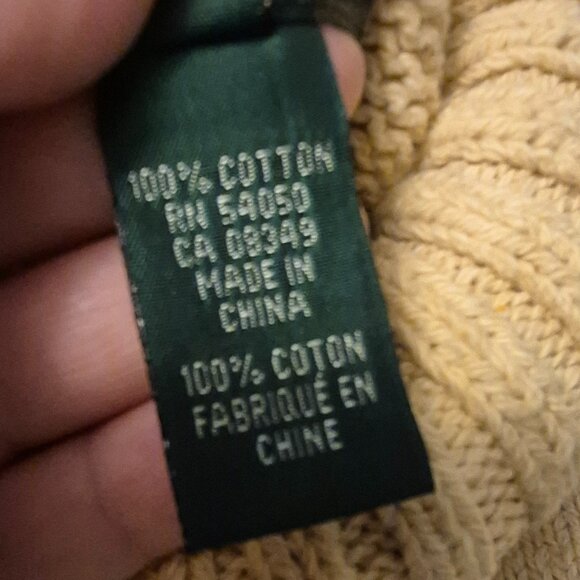 100% COTTON
RN 54050
CA 08349
MADE IN
CHINA
100% COTON
FABRIQUÉ EN
CHINE